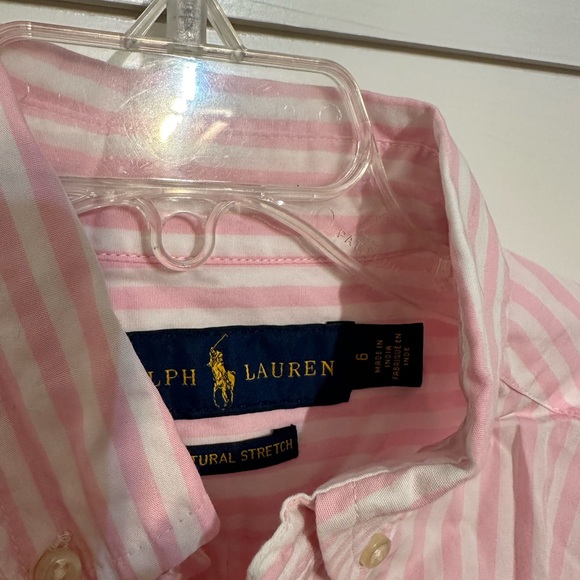 LPH LAUREN
6
MADE IN
INDIA
FABRIQUÉ EN
INDE
TURAL STRETCH